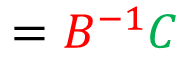 = B⁻¹C